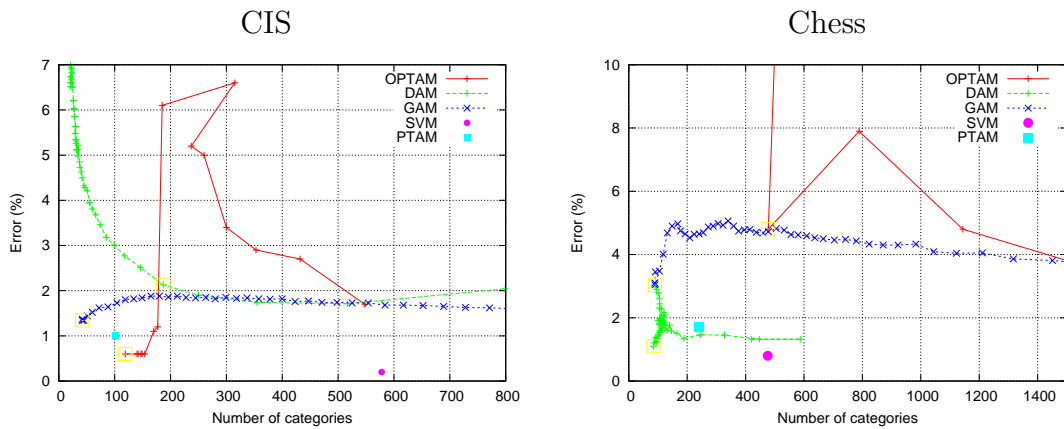 CIS
7
6
5
4
3
2
1
0
Error (%)
0 100 200 300 400 500 600 700 800
Number of categories
OPTAM
DAM
GAM
SVM
PTAM
Chess
10
8
6
4
2
0
Error (%)
0 200 400 600 800 1000 1200 1400
Number of categories
OPTAM
DAM
GAM
SVM
PTAM